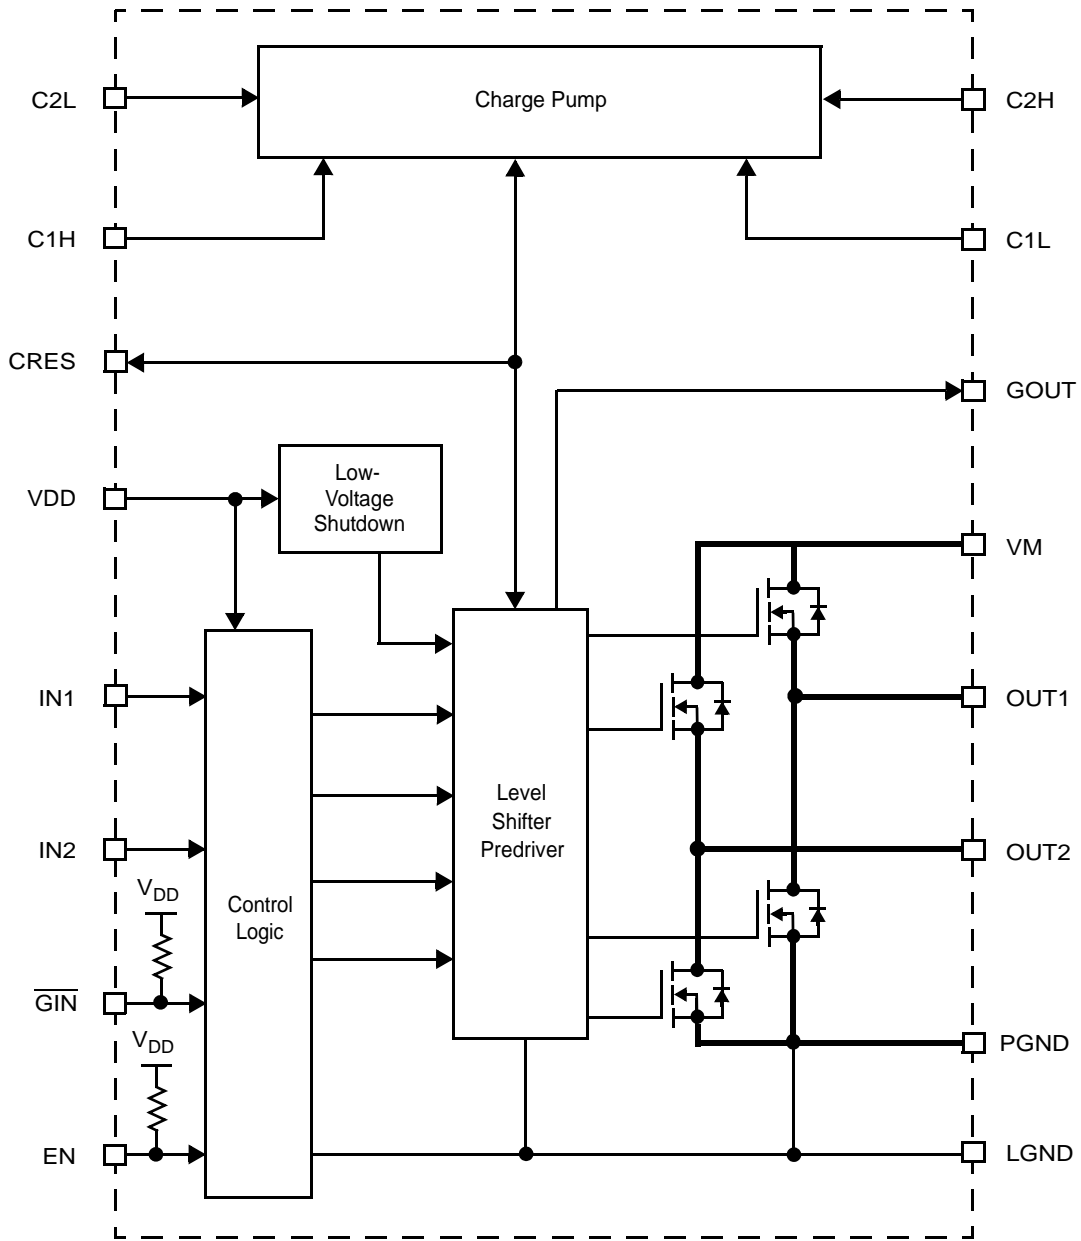 C2L
Charge Pump
C2H
C1H
C1L
CRES
GOUT
Low-
Voltage
Shutdown
VDD
VM
IN1
OUT1
Level
Shifter
Predriver
IN2
OUT2
VDD
Control
Logic
GIN
VDD
PGND
EN
LGND